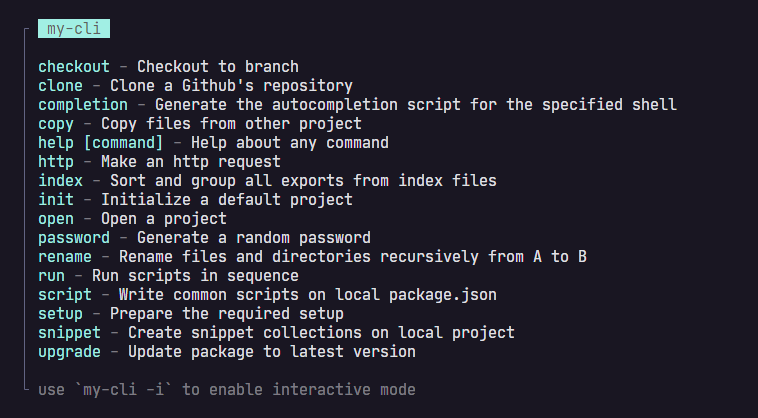 my-cli
checkout – Checkout to branch
clone – Clone a Github's repository
completion – Generate the autocompletion script for the specified shell
copy – Copy files from other project
help [command] – Help about any command
http – Make an http request
index – Sort and group all exports from index files
init – Initialize a default project
open – Open a project
password – Generate a random password
rename – Rename files and directories recursively from A to B
run – Run scripts in sequence
script – Write common scripts on local package.json
setup – Prepare the required setup
snippet – Create snippet collections on local project
upgrade – Update package to latest version
use `my-cli -i` to enable interactive mode